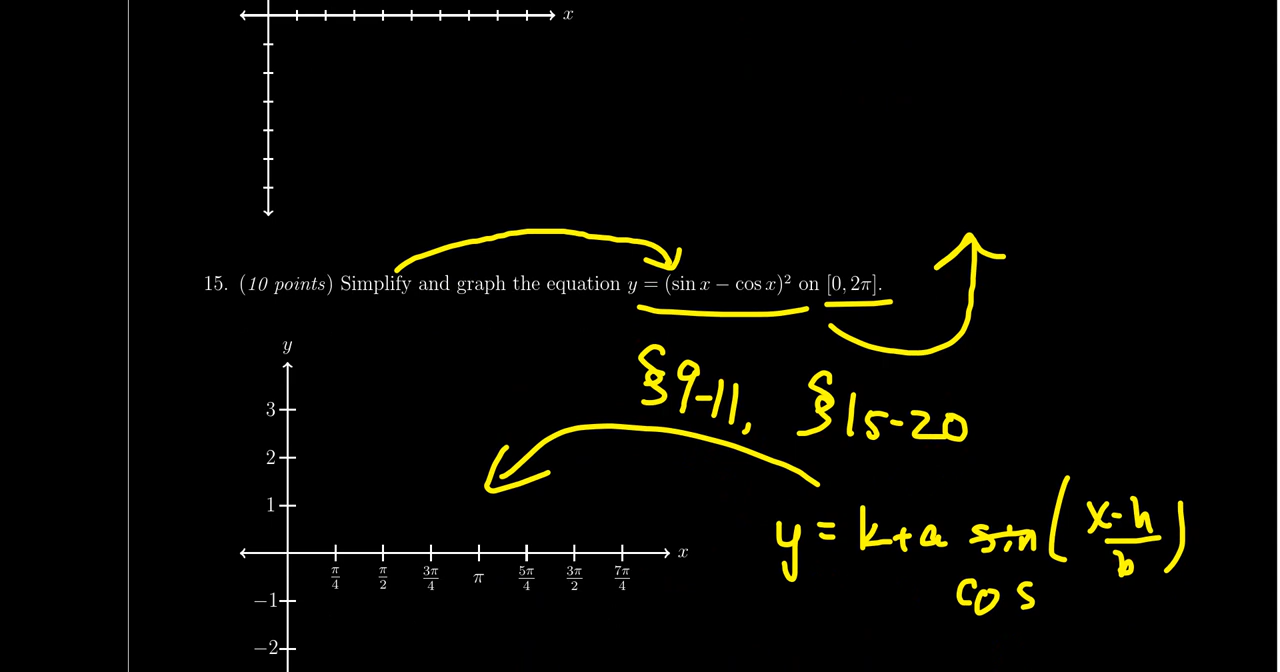 x
15. (10 points) Simplify and graph the equation y = (sin x − cos x)² on [0, 2π].
y
§9-11, §15-20
3
2
1
y = k+a sin (x-h/b)
cos
x
π/4 π/2 3π/4 π 5π/4 3π/2 7π/4
−1
−2